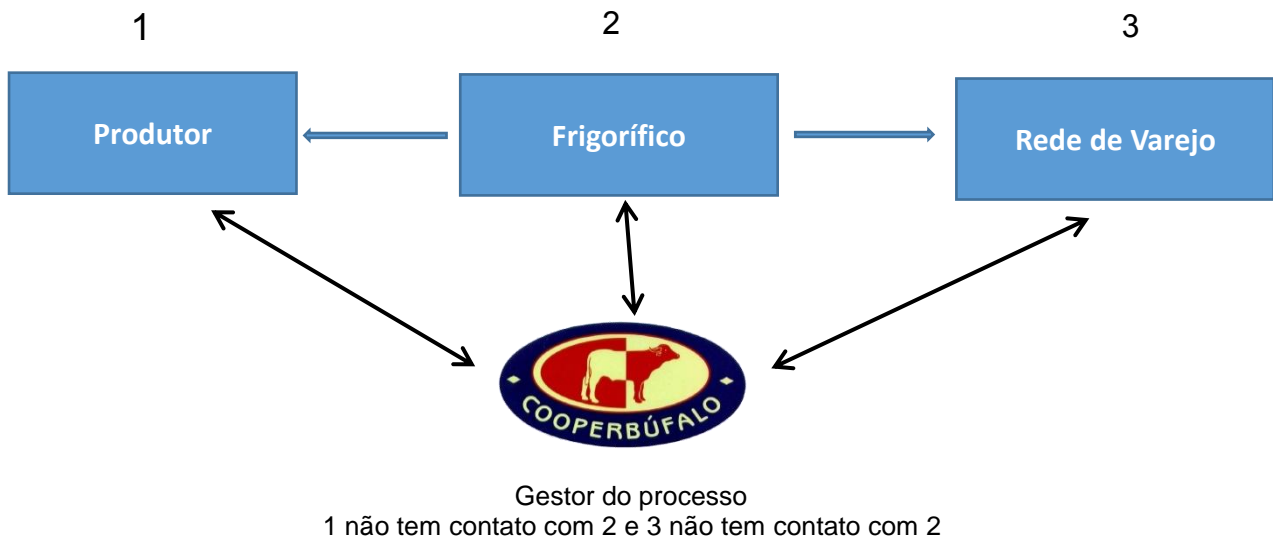 1
2
3
Produtor
Frigorífico
Rede de Varejo
COOPERBÚFALO
Gestor do processo
1 não tem contato com 2 e 3 não tem contato com 2